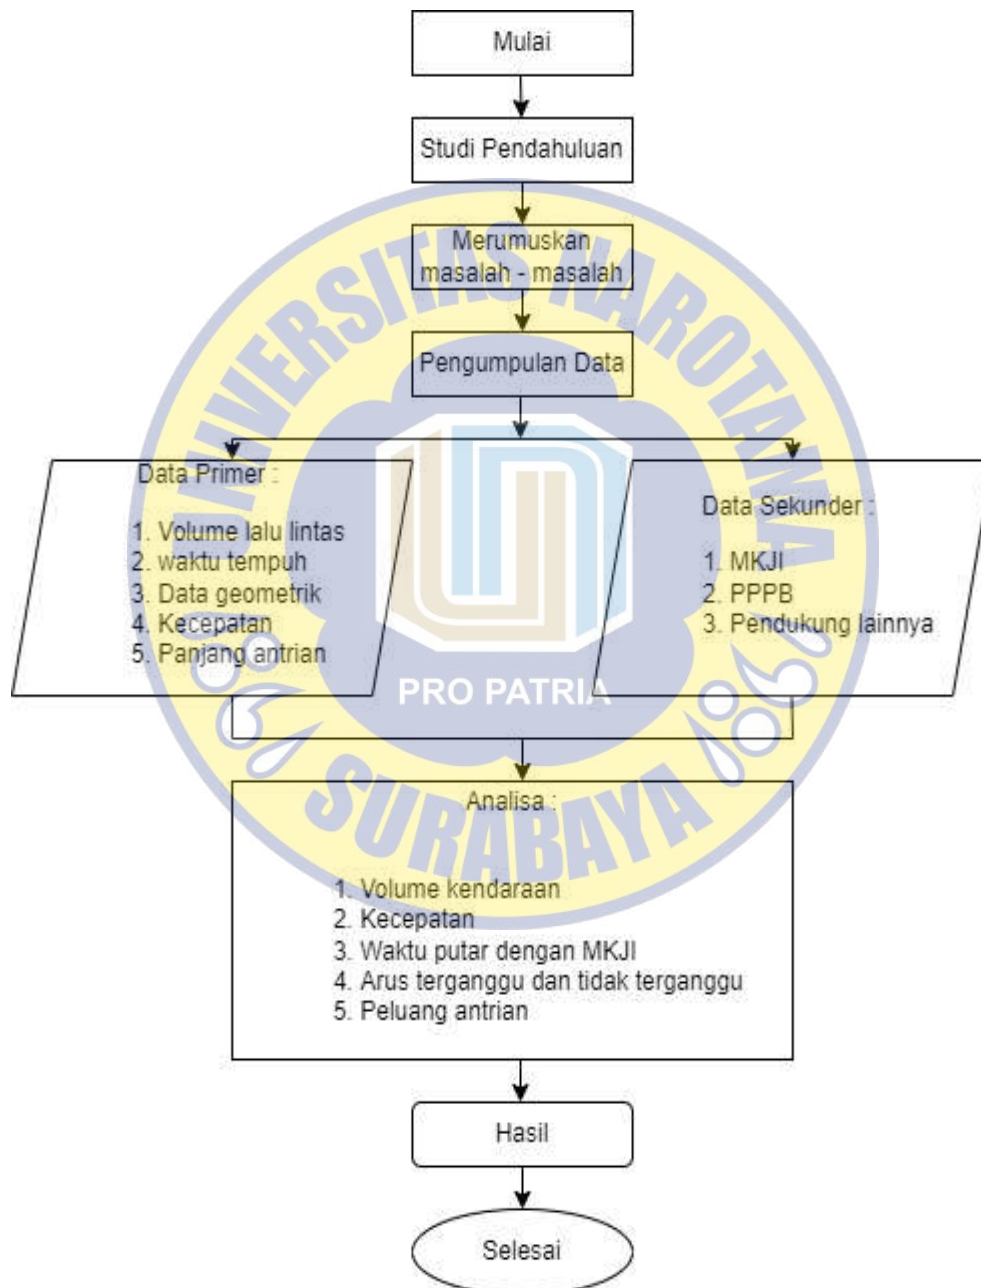 Mulai
Studi Pendahuluan
Merumuskan
masalah - masalah
Pengumpulan Data
Data Primer :
1. Volume lalu lintas
2. waktu tempuh
3. Data geometrik
4. Kecepatan
5. Panjang antrian
Data Sekunder :
1. MKJI
2. PPPB
3. Pendukung lainnya
Analisa :
1. Volume kendaraan
2. Kecepatan
3. Waktu putar dengan MKJI
4. Arus terganggu dan tidak terganggu
5. Peluang antrian
Hasil
Selesai
UNIVERSITAS NAROTAMA
PRO PATRIA
SURABAYA